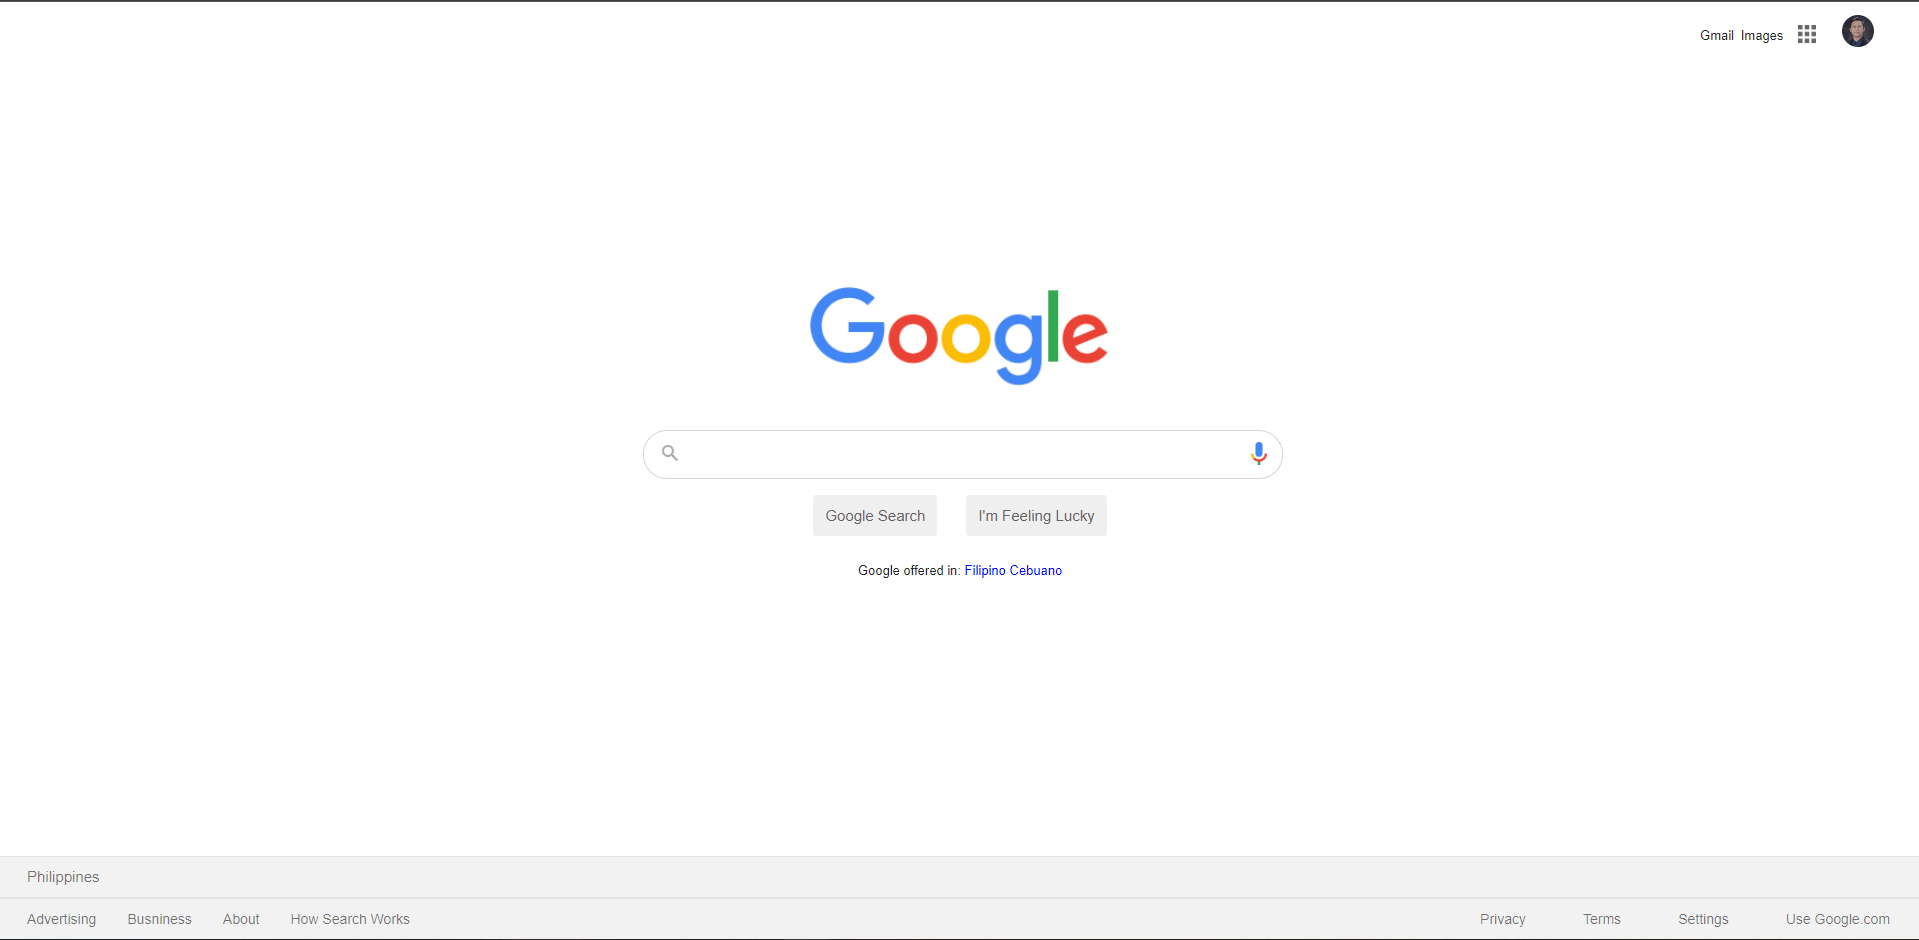 Gmail Images
Google
Google Search I'm Feeling Lucky
Google offered in: Filipino Cebuano
Philippines
Advertising Busniness About How Search Works Privacy Terms Settings Use Google.com